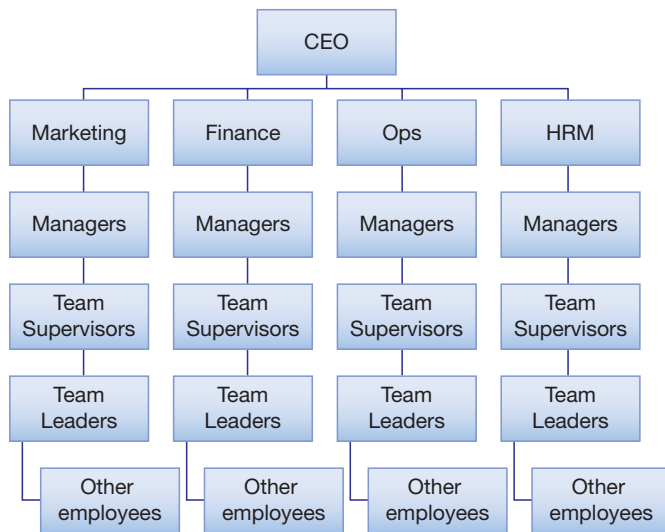 CEO
Marketing
Finance
Ops
HRM
Managers
Managers
Managers
Managers
Team
Supervisors
Team
Supervisors
Team
Supervisors
Team
Supervisors
Team
Leaders
Team
Leaders
Team
Leaders
Team
Leaders
Other
employees
Other
employees
Other
employees
Other
employees